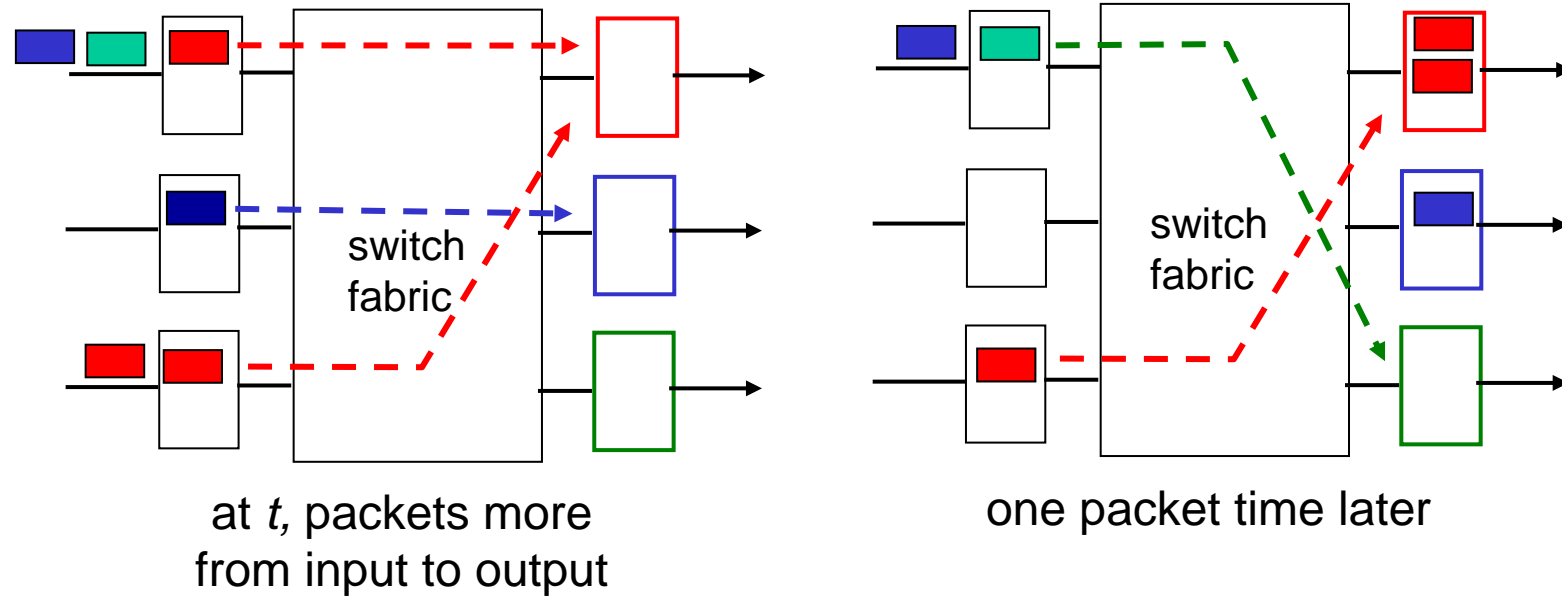 switch
fabric
at t, packets more
from input to output
switch
fabric
one packet time later